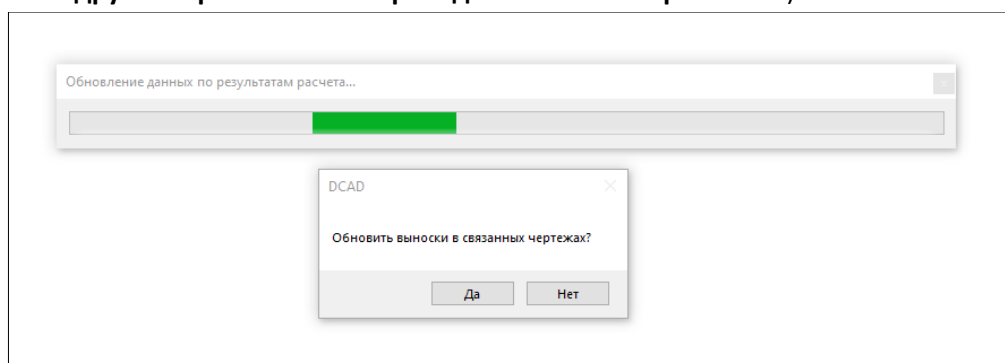 Обновление данных по результатам расчета...
DCAD
Обновить выноски в связанных чертежах?
Да
Нет